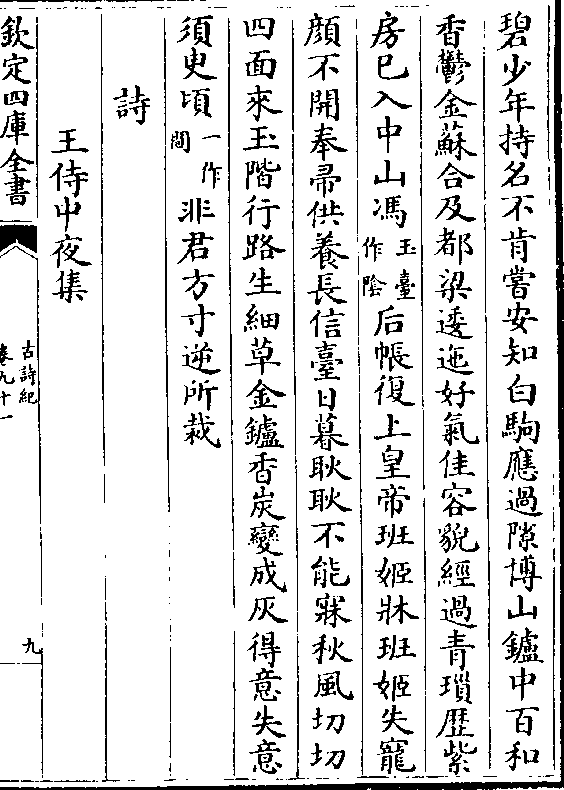 碧少年持名不肯嘗安知白駒應過隙博山鑪中百和
香鬱金蘇合及都梁逶迤好氣佳容貌經過青瑣歷紫
房已入中山馮玉臺作陰后帳復上皇帝班姬牀班姬失寵
顔不開奉帚供養長信臺日暮耿耿不能寐秋風切切
四面來玉階行路生細草金鑪香炭變成灰得意失意
須臾頃一作間非君方寸逆所裁
詩
王侍中夜集
欽定四庫全書
古詩紀
卷九十一
九